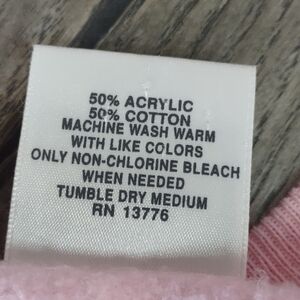 50% ACRYLIC
50% COTTON
MACHINE WASH WARM
WITH LIKE COLORS
ONLY NON-CHLORINE BLEACH
WHEN NEEDED
TUMBLE DRY MEDIUM
RN 13776